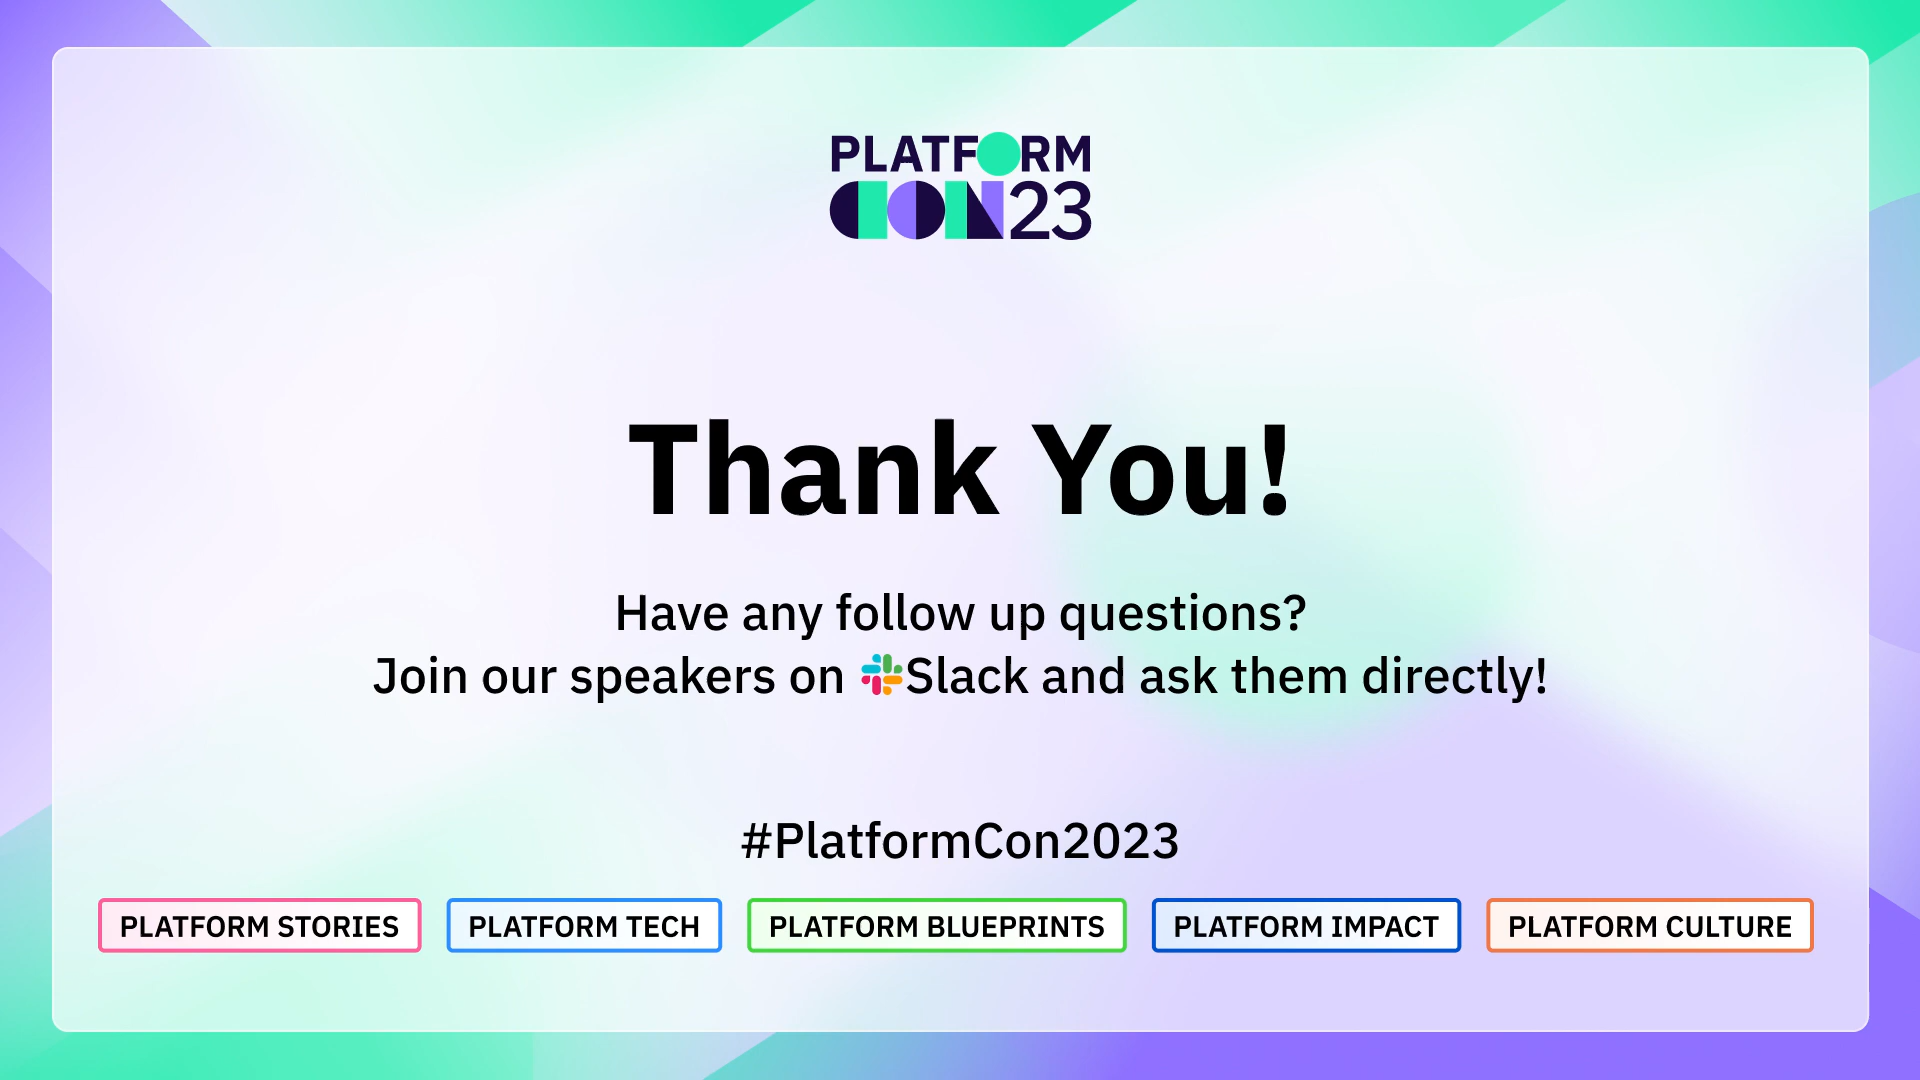 PLATFORM
CON23
Thank You!
Have any follow up questions?
Join our speakers on Slack and ask them directly!
#PlatformCon2023
PLATFORM STORIES
PLATFORM TECH
PLATFORM BLUEPRINTS
PLATFORM IMPACT
PLATFORM CULTURE